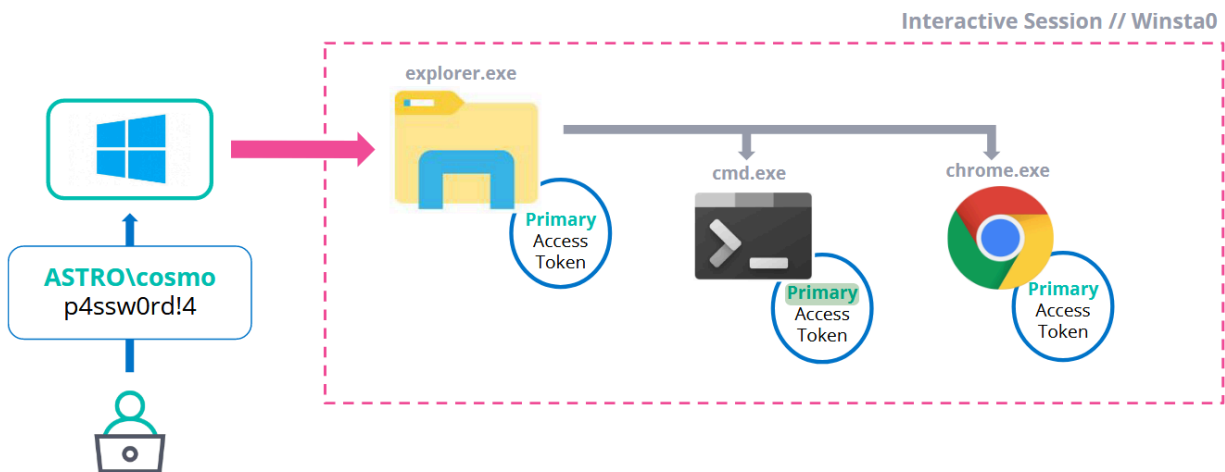 Interactive Session // Winsta0
explorer.exe
cmd.exe
chrome.exe
Primary
Access
Token
Primary
Access
Token
Primary
Access
Token
ASTRO\cosmo
p4ssw0rd!4